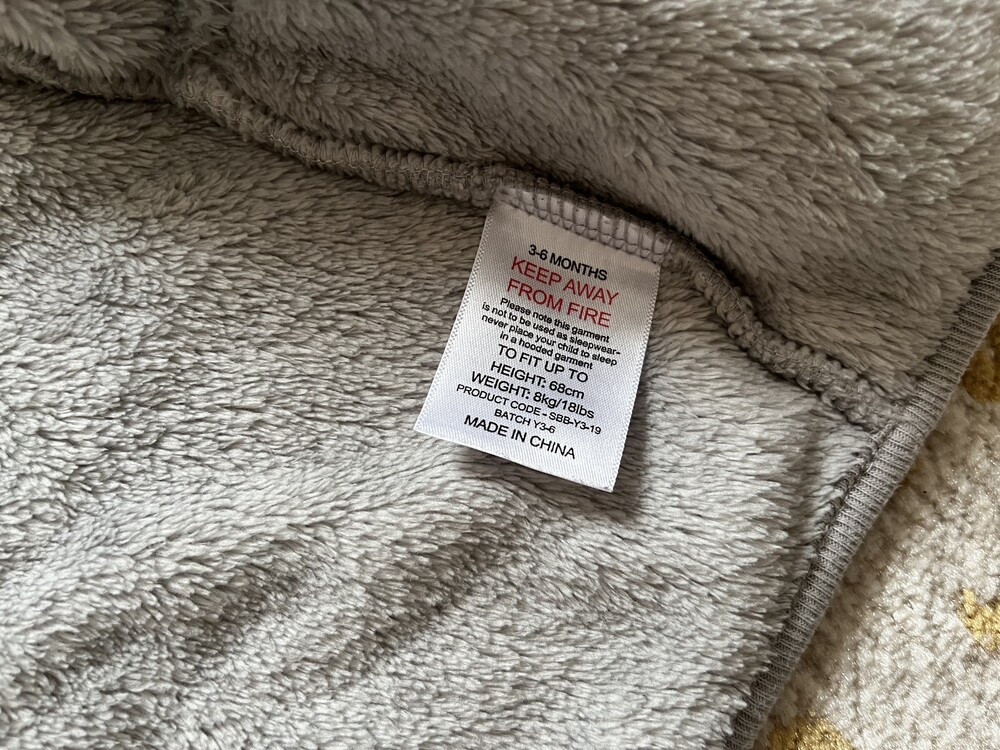 3-6 MONTHS
KEEP AWAY
FROM FIRE
Please note this garment
is not to be used as sleepwear-
never place your child to sleep
in a hooded garment
TO FIT UP TO
HEIGHT: 68cm
WEIGHT: 8kg/18lbs
PRODUCT CODE - SBB-Y3-19
BATCH Y3-6
MADE IN CHINA